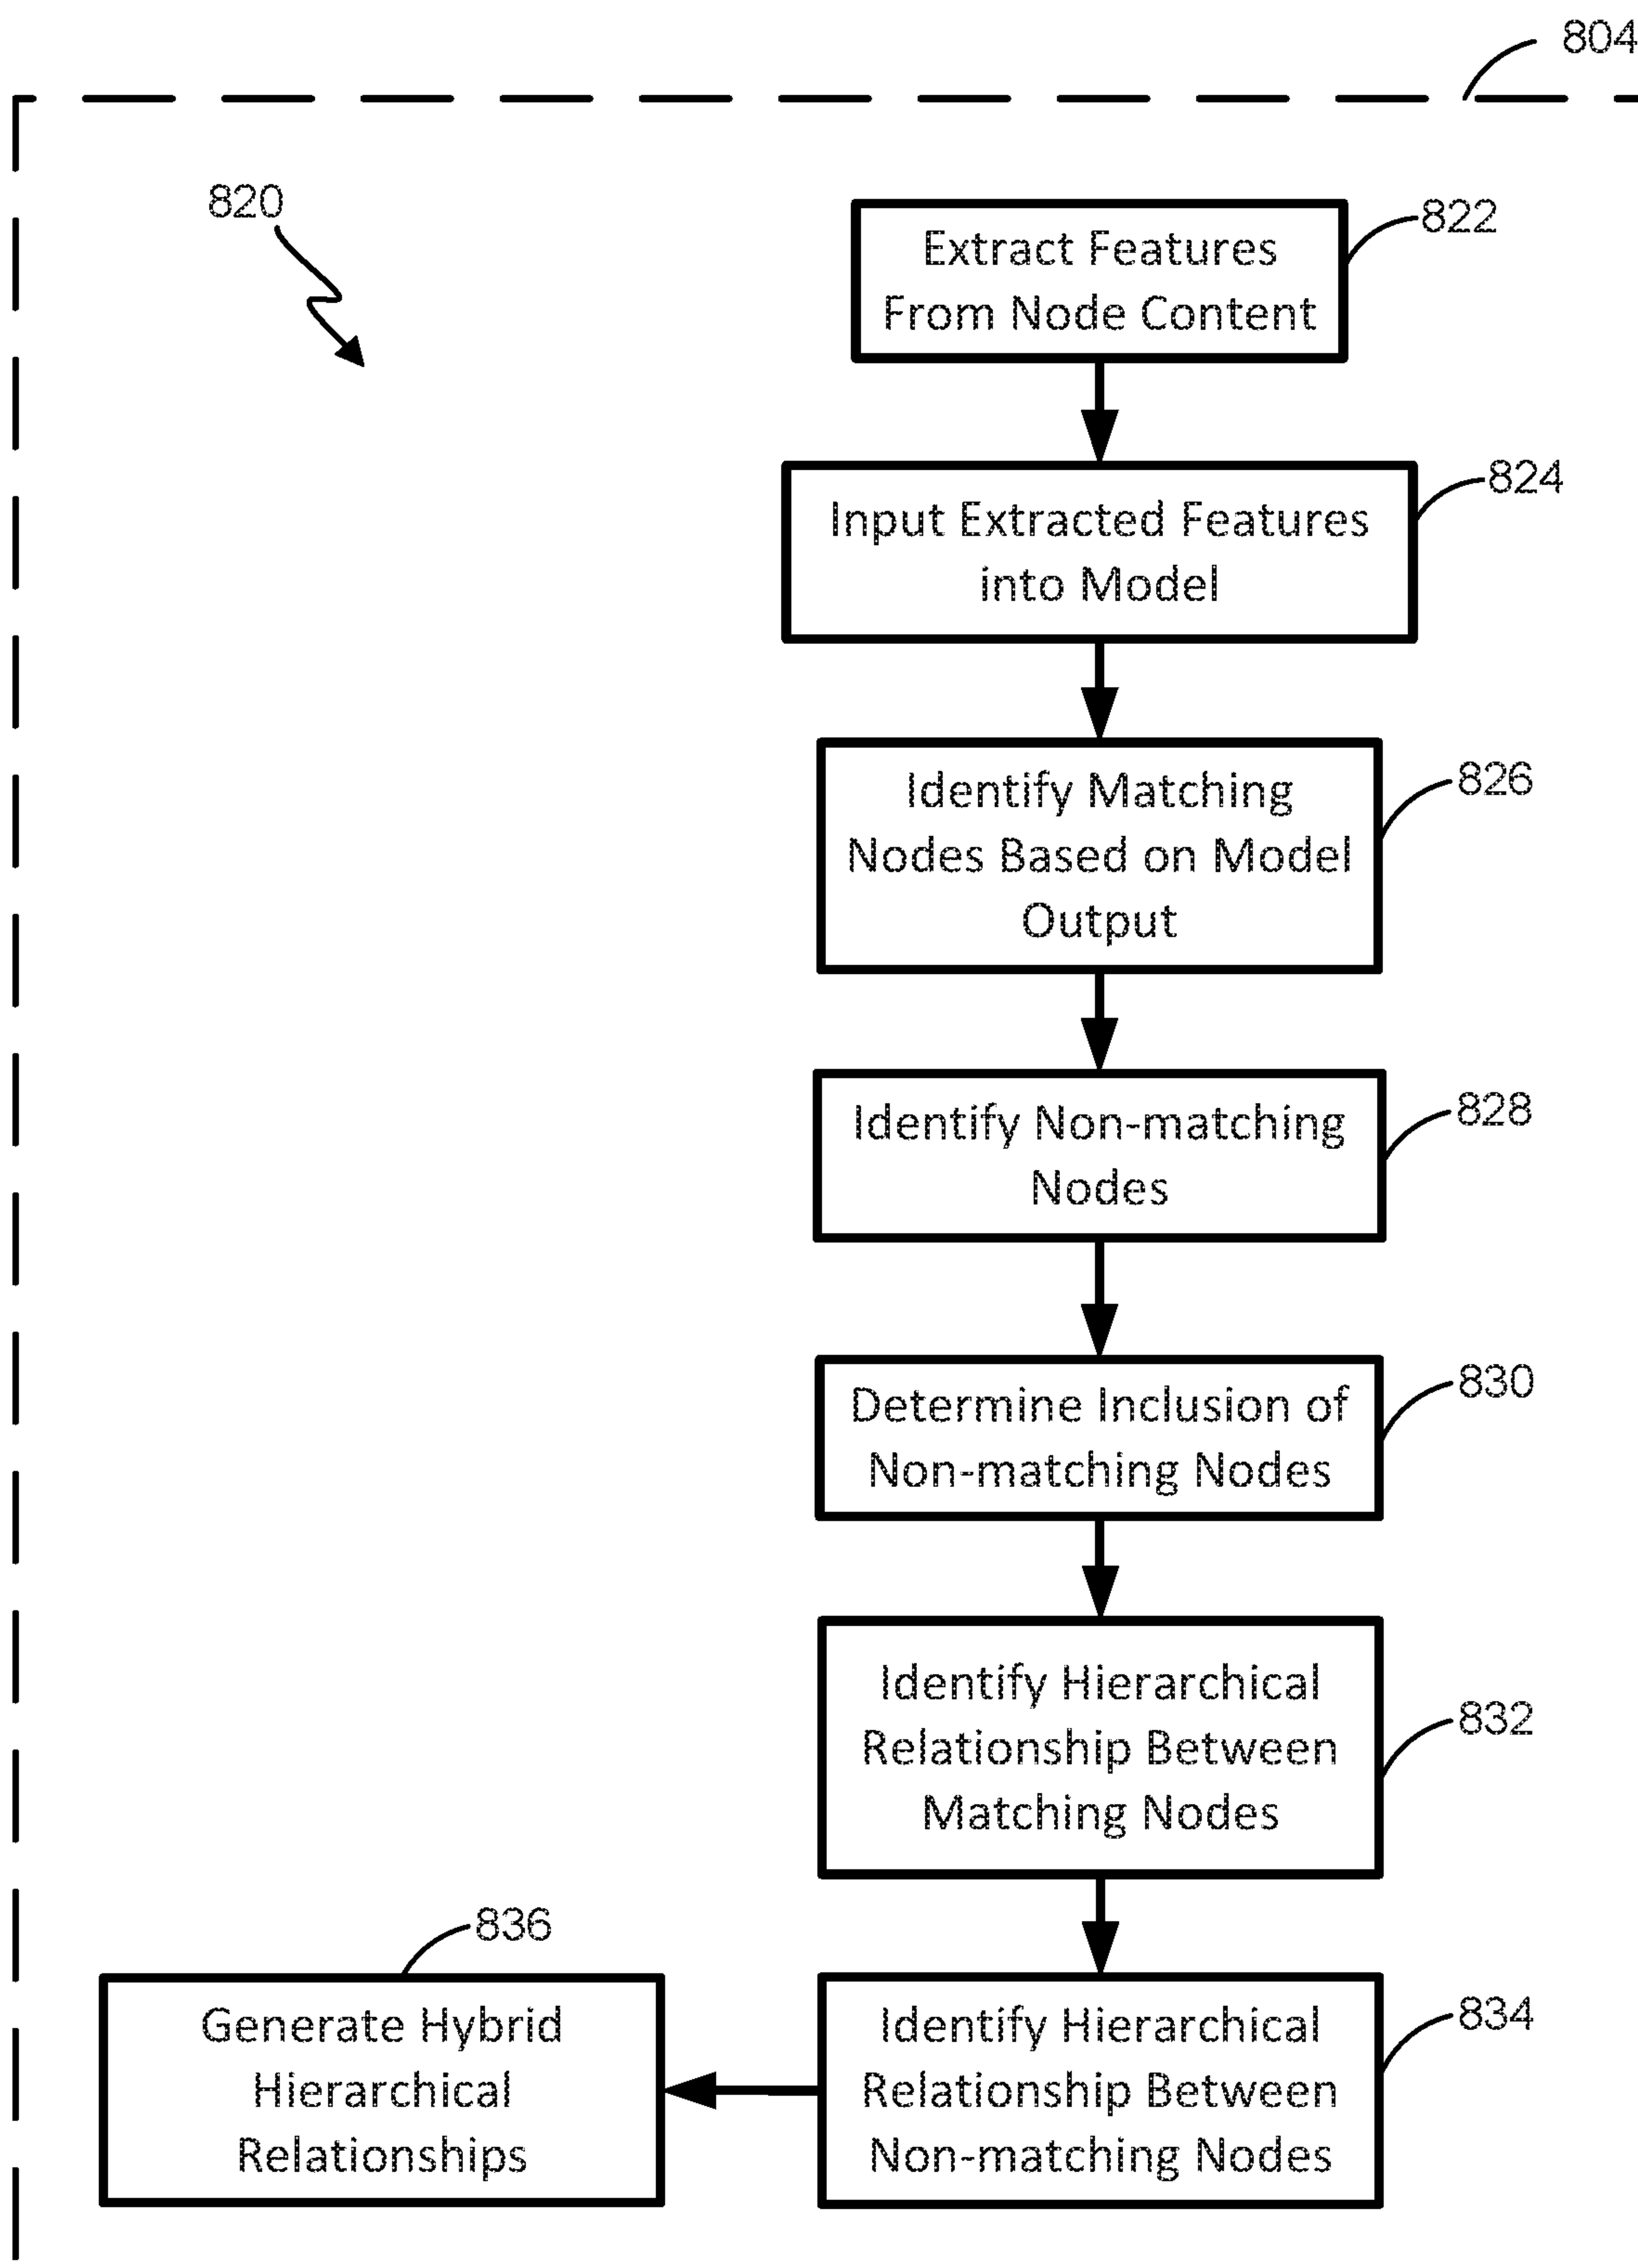 804
820
822
Extract Features
From Node Content
824
Input Extracted Features
into Model
826
Identify Matching
Nodes Based on Model
Output
828
Identify Non-matching
Nodes
830
Determine Inclusion of
Non-matching Nodes
832
Identify Hierarchical
Relationship Between
Matching Nodes
834
Identify Hierarchical
Relationship Between
Non-matching Nodes
836
Generate Hybrid
Hierarchical
Relationships